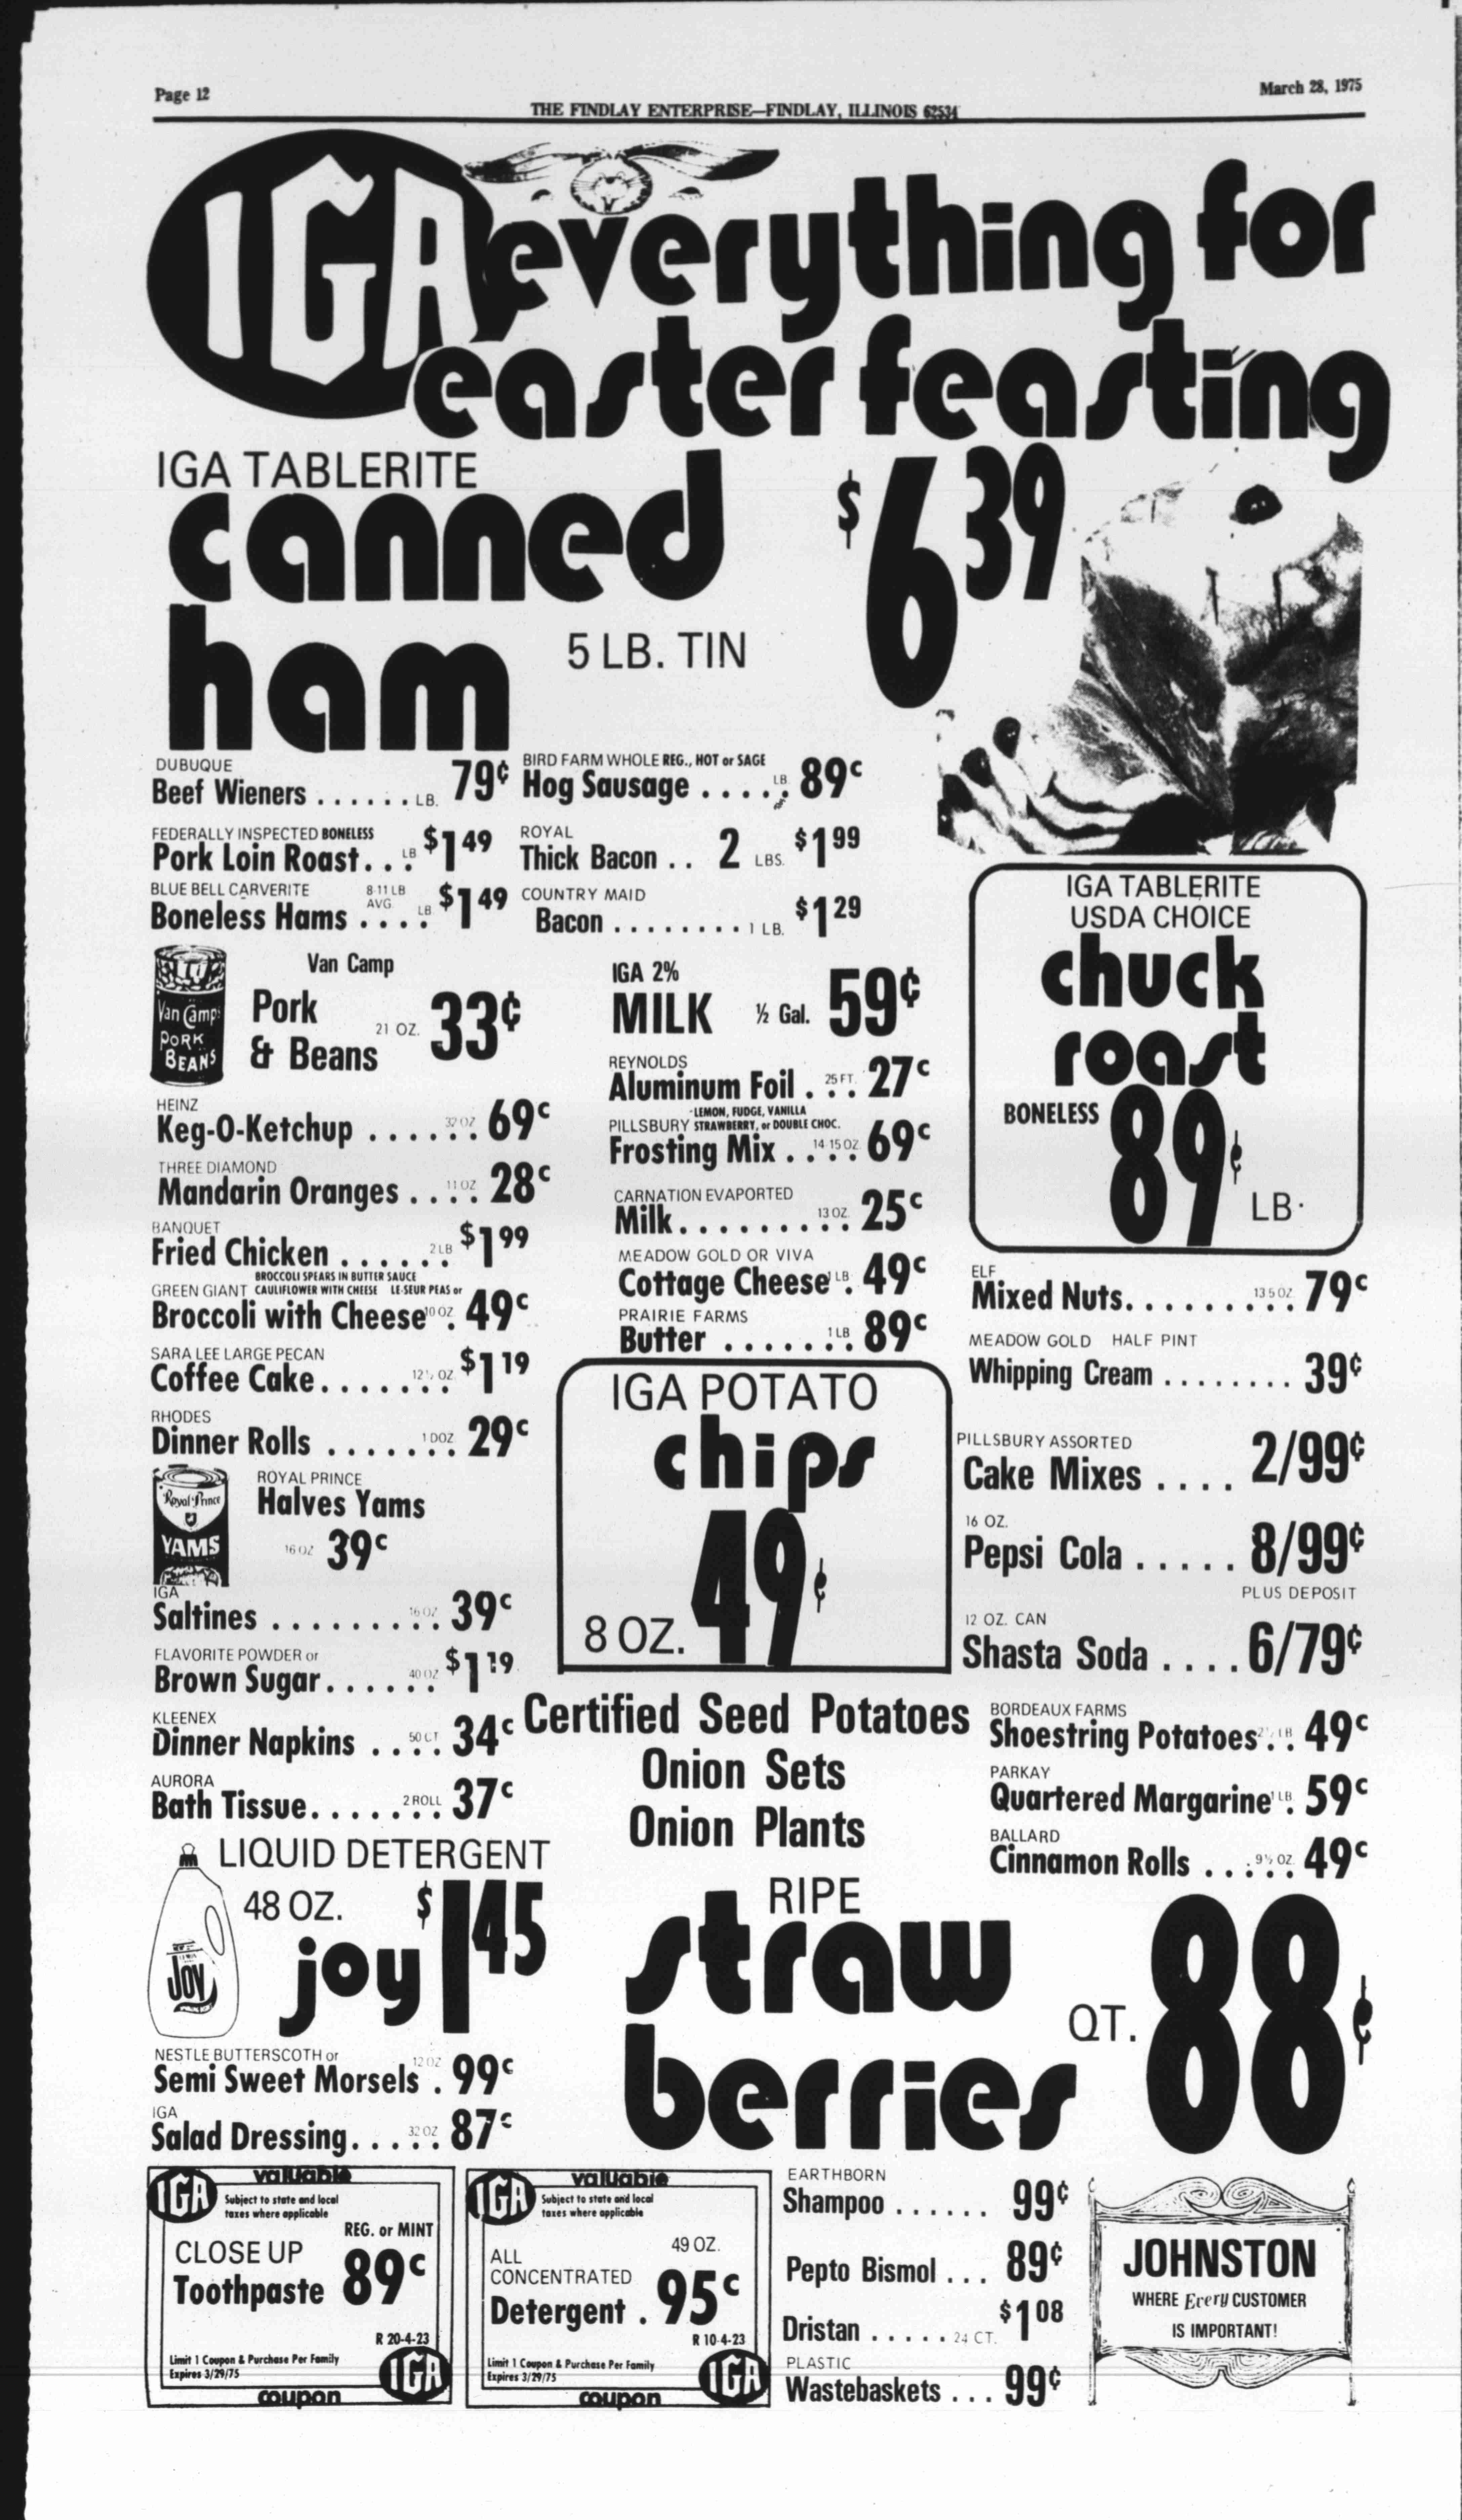 Page 12
March 28, 1975
THE FINDLAY ENTERPRISE—FINDLAY, ILLINOIS 62534
IGA everything for
easter feasting
IGA TABLERITE
canned
ham
5 LB. TIN
$6 39
DUBUQUE
Beef Wieners ...... LB. 79¢
FEDERALLY INSPECTED BONELESS
Pork Loin Roast... LB $1 49
BLUE BELL CARVERITE 8-11 LB AVG.
Boneless Hams .... LB $1 49
BIRD FARM WHOLE REG., HOT or SAGE
Hog Sausage ..... LB. 89¢
ROYAL
Thick Bacon .. 2 LBS. $1 99
COUNTRY MAID
Bacon ........ 1 LB. $1 29
IGA TABLERITE
USDA CHOICE
chuck
roast
BONELESS
89¢ LB.
Van Camp's
PORK
BEANS
Van Camp
Pork
& Beans 21 OZ. 33¢
HEINZ
Keg-O-Ketchup ...... 32 OZ 69¢
THREE DIAMOND
Mandarin Oranges .... 11 OZ 28¢
BANQUET
Fried Chicken ...... 2 LB $1 99
BROCCOLI SPEARS IN BUTTER SAUCE
GREEN GIANT CAULIFLOWER WITH CHEESE LE-SEUR PEAS or
Broccoli with Cheese 10 OZ. 49¢
SARA LEE LARGE PECAN
Coffee Cake....... 12½ OZ. $1 19
RHODES
Dinner Rolls ....... 1 DOZ. 29¢
Royal Prince
YAMS
ROYAL PRINCE
Halves Yams
16 OZ 39¢
IGA
Saltines ......... 16 OZ 39¢
FLAVORITE POWDER or
Brown Sugar...... 40 OZ $1 19
KLEENEX
Dinner Napkins .... 50 CT 34¢
AURORA
Bath Tissue....... 2 ROLL 37¢
IGA 2%
MILK ½ Gal. 59¢
REYNOLDS
Aluminum Foil ... 25 FT. 27¢
LEMON, FUDGE, VANILLA
PILLSBURY STRAWBERRY, or DOUBLE CHOC.
Frosting Mix ..... 14-15 OZ 69¢
CARNATION EVAPORTED
Milk......... 13 OZ. 25¢
MEADOW GOLD OR VIVA
Cottage Cheese 1 LB. 49¢
PRAIRIE FARMS
Butter ....... 1 LB 89¢
IGA POTATO
chips
8 OZ. 49¢
ELF
Mixed Nuts......... 13.5 OZ. 79¢
MEADOW GOLD HALF PINT
Whipping Cream ........ 39¢
PILLSBURY ASSORTED
Cake Mixes .... 2/99¢
16 OZ.
Pepsi Cola ..... 8/99¢
PLUS DEPOSIT
12 OZ. CAN
Shasta Soda .... 6/79¢
Certified Seed Potatoes
Onion Sets
Onion Plants
BORDEAUX FARMS
Shoestring Potatoes .. LB 49¢
PARKAY
Quartered Margarine 1 LB. 59¢
BALLARD
Cinnamon Rolls ..... 9½ OZ. 49¢
LIQUID DETERGENT
48 OZ.
JOY
joy $1 45
RIPE
straw
berries
QT. 88¢
NESTLE BUTTERSCOTH or
Semi Sweet Morsels 12 OZ. 99¢
IGA
Salad Dressing..... 32 OZ 87¢
valuable
IGA
Subject to state and local
taxes where applicable
REG. or MINT
CLOSE UP
Toothpaste 89¢
R 20-4-23
Limit 1 Coupon & Purchase Per Family
Expires 3/29/75
IGA
coupon
valuable
IGA
Subject to state and local
taxes where applicable
49 OZ.
ALL
CONCENTRATED
Detergent . 95¢
R 10-4-23
Limit 1 Coupon & Purchase Per Family
Expires 3/29/75
IGA
coupon
EARTHBORN
Shampoo ...... 99¢
Pepto Bismol ... 89¢
Dristan ..... 24 CT. $1 08
PLASTIC
Wastebaskets ... 99¢
JOHNSTON
WHERE Every CUSTOMER
IS IMPORTANT!